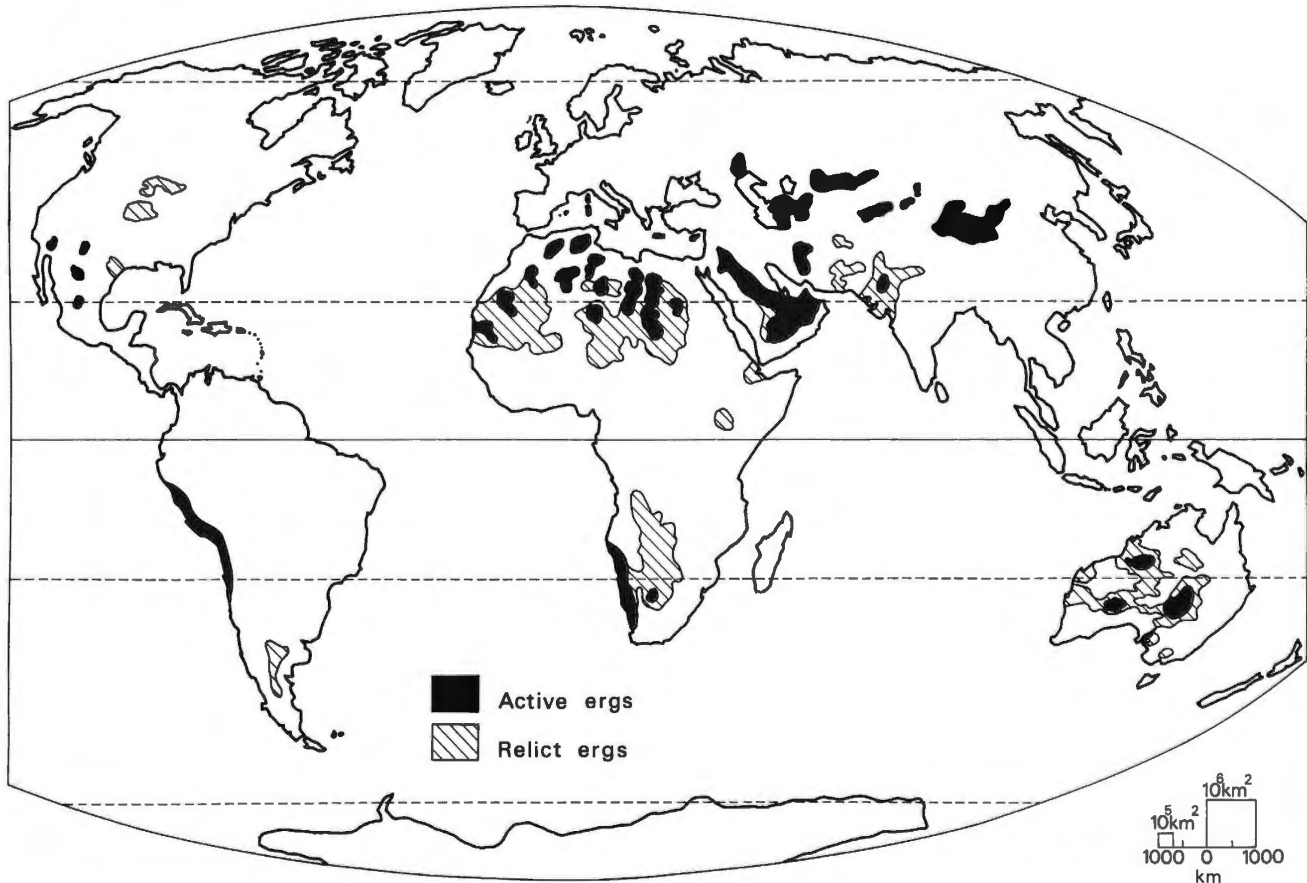 Active ergs
Relict ergs
10⁶km²
10⁵km²
1000 0 1000
km